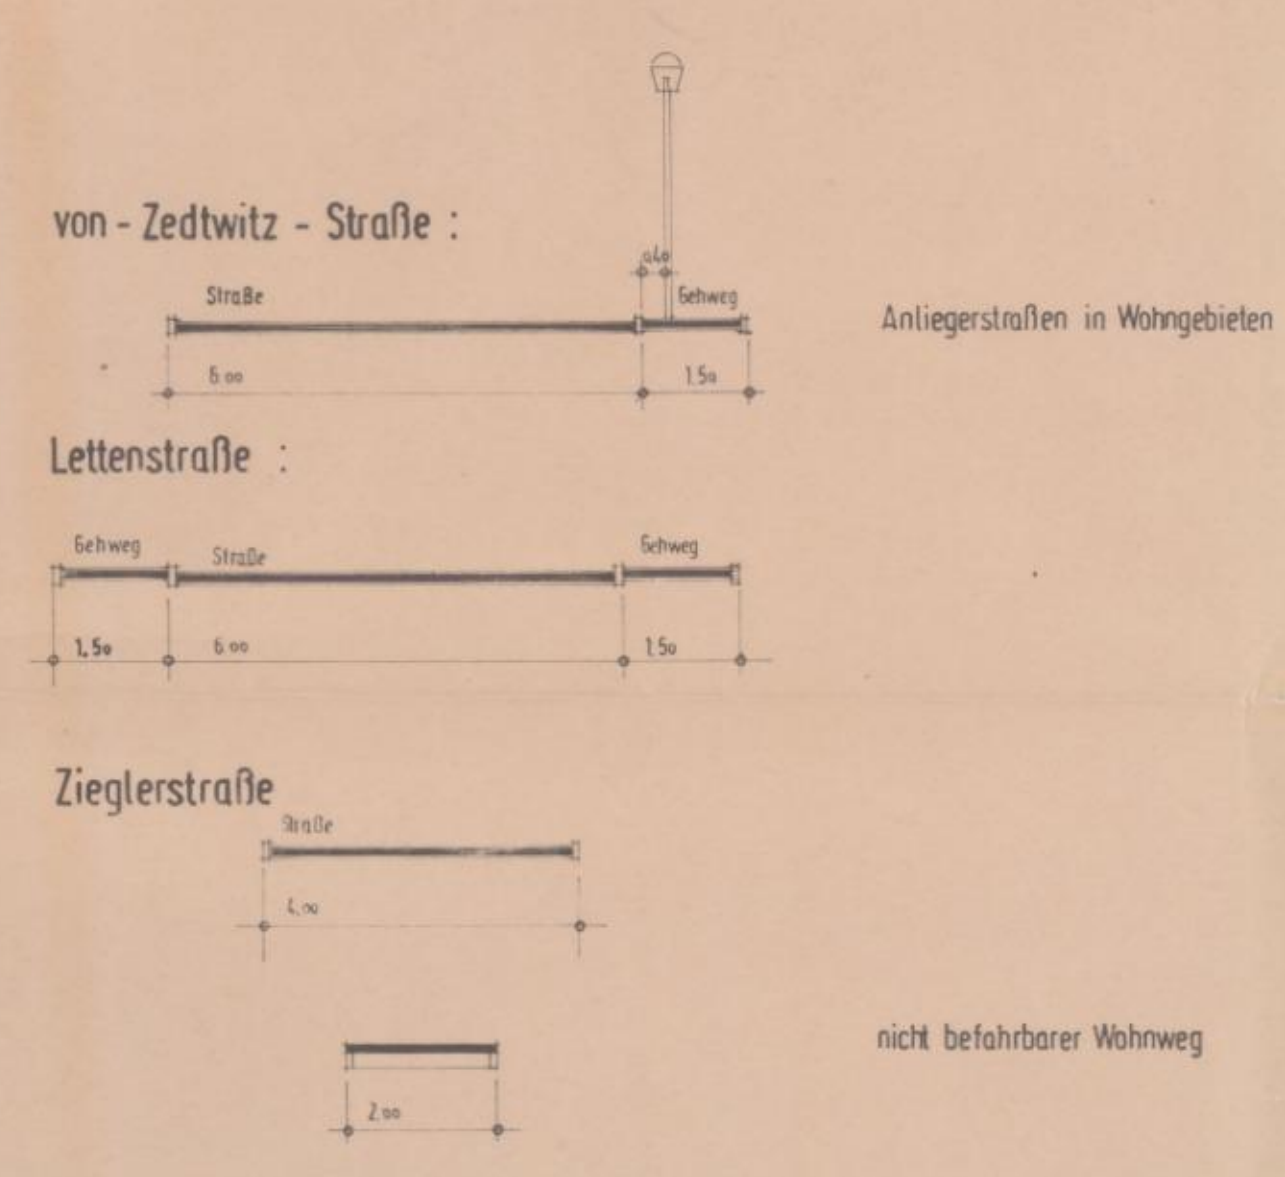 von - Zedtwitz - Straße :
0,40
Straße
Gehweg
Anliegerstraßen in Wohngebieten
6.00
1.50
Lettenstraße :
Gehweg
Straße
Gehweg
1.50
6.00
1.50
Zieglerstraße
Straße
4.00
nicht befahrbarer Wohnweg
2.00